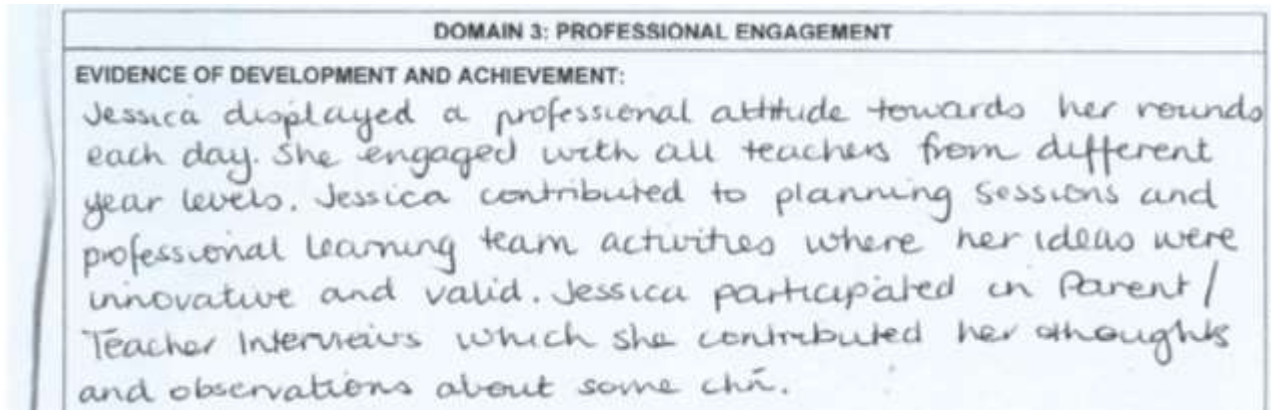 DOMAIN 3: PROFESSIONAL ENGAGEMENT
EVIDENCE OF DEVELOPMENT AND ACHIEVEMENT:
Jessica displayed a professional attitude towards her rounds
each day. She engaged with all teachers from different
year levels. Jessica contributed to planning sessions and
professional learning team activities where her ideas were
innovative and valid. Jessica participated in Parent/
Teacher Interviews which she contributed her thoughts
and observations about some chn.